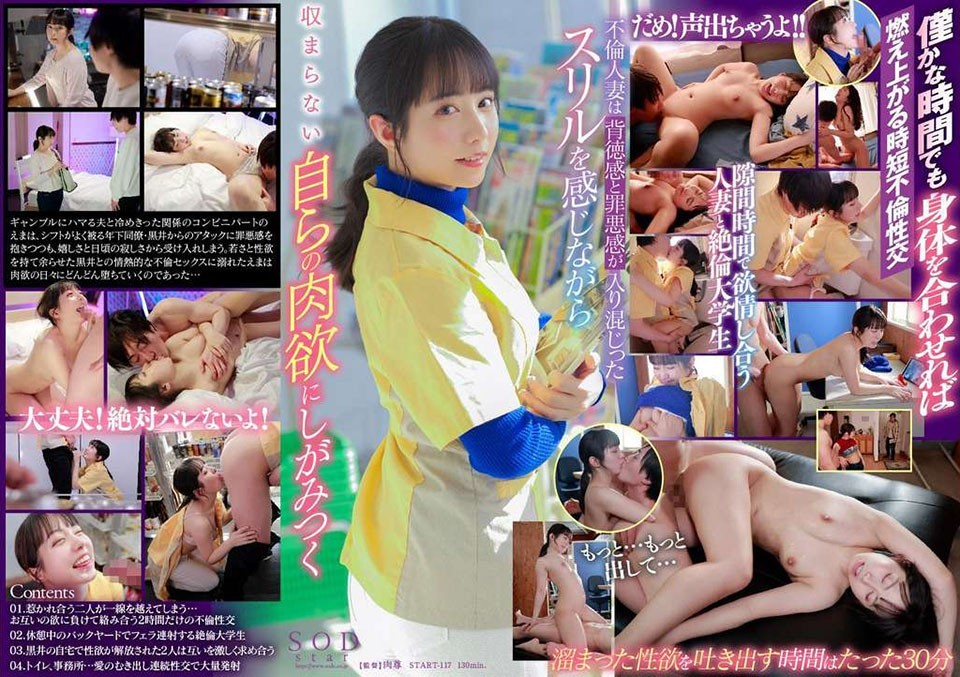 僅かな時間でも身体を合わせれば
燃え上がる時短不倫性交
だめ!声出ちゃうよ!!
隙間時間で欲情し合う
人妻と絶倫大学生
もっと…もっと
出して…
溜まった性欲を吐き出す時間はたった30分
不倫人妻は背徳感と罪悪感が入り混じった
スリルを感じながら
収まらない自らの肉欲にしがみつく
SOD
star
【監督】肉尊 START-117 130min.
ギャンブルにハマる夫と冷めきった関係のコンビニパートの
えまは、シフトがよく被る年下同僚・黒井からのアタックに罪悪感を
抱きつつも、嬉しさと日頃の寂しさから受け入れしまう。若さと性欲
を持て余らせた黒井との情熱的な不倫セックスに溺れたえまは
肉欲の日々にどんどん堕ちていくのであった…
大丈夫!絶対バレないよ!
Contents
01.惹かれ合う二人が一線を越えてしまう…
お互いの欲に負けて絡み合う2時間だけの不倫性交
02.休憩中のバックヤードでフェラ連射する絶倫大学生
03.黒井の自宅で性欲が解放された2人は互いを激しく求め合う
04.トイレ、事務所…愛のむき出し連続性交で大量発射